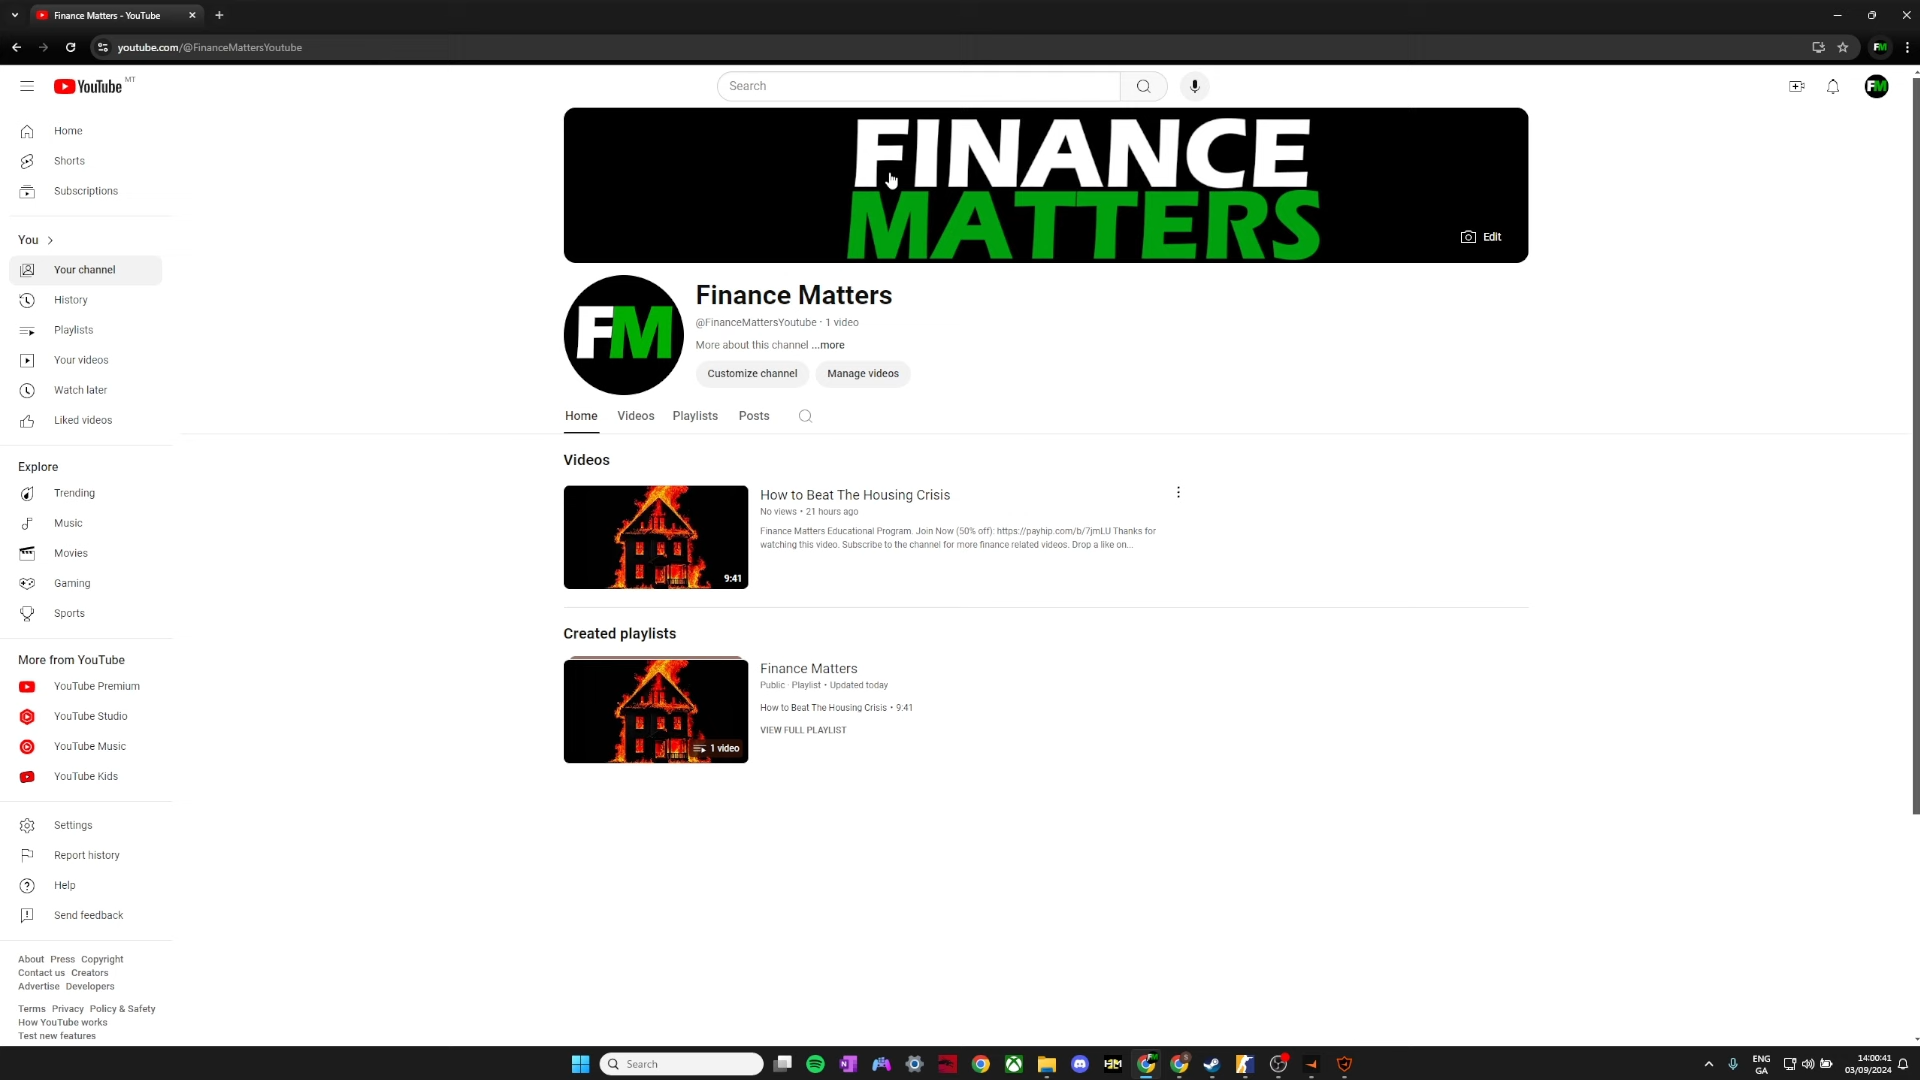 Finance Matters - YouTube
youtube.com/@FinanceMattersYoutube
FM
YouTube MT
Search
FM
Home
Shorts
Subscriptions
You
Your channel
History
Playlists
Your videos
Watch later
Liked videos
Explore
Trending
Music
Movies
Gaming
Sports
More from YouTube
YouTube Premium
YouTube Studio
YouTube Music
YouTube Kids
Settings
Report history
Help
Send feedback
About Press Copyright
Contact us Creators
Advertise Developers
Terms Privacy Policy & Safety
How YouTube works
Test new features
FINANCE
MATTERS
Edit
FM
Finance Matters
@FinanceMattersYoutube · 1 video
More about this channel ...more
Customize channel
Manage videos
Home Videos Playlists Posts
Videos
9:41
How to Beat The Housing Crisis
No views • 21 hours ago
Finance Matters Educational Program. Join Now (50% off): https://payhip.com/b/7jmLU Thanks for
watching this video. Subscribe to the channel for more finance related videos. Drop a like on...
Created playlists
1 video
Finance Matters
Public · Playlist • Updated today
How to Beat The Housing Crisis • 9:41
VIEW FULL PLAYLIST
Search
FM
ENG
GA
14:00:41
03/09/2024